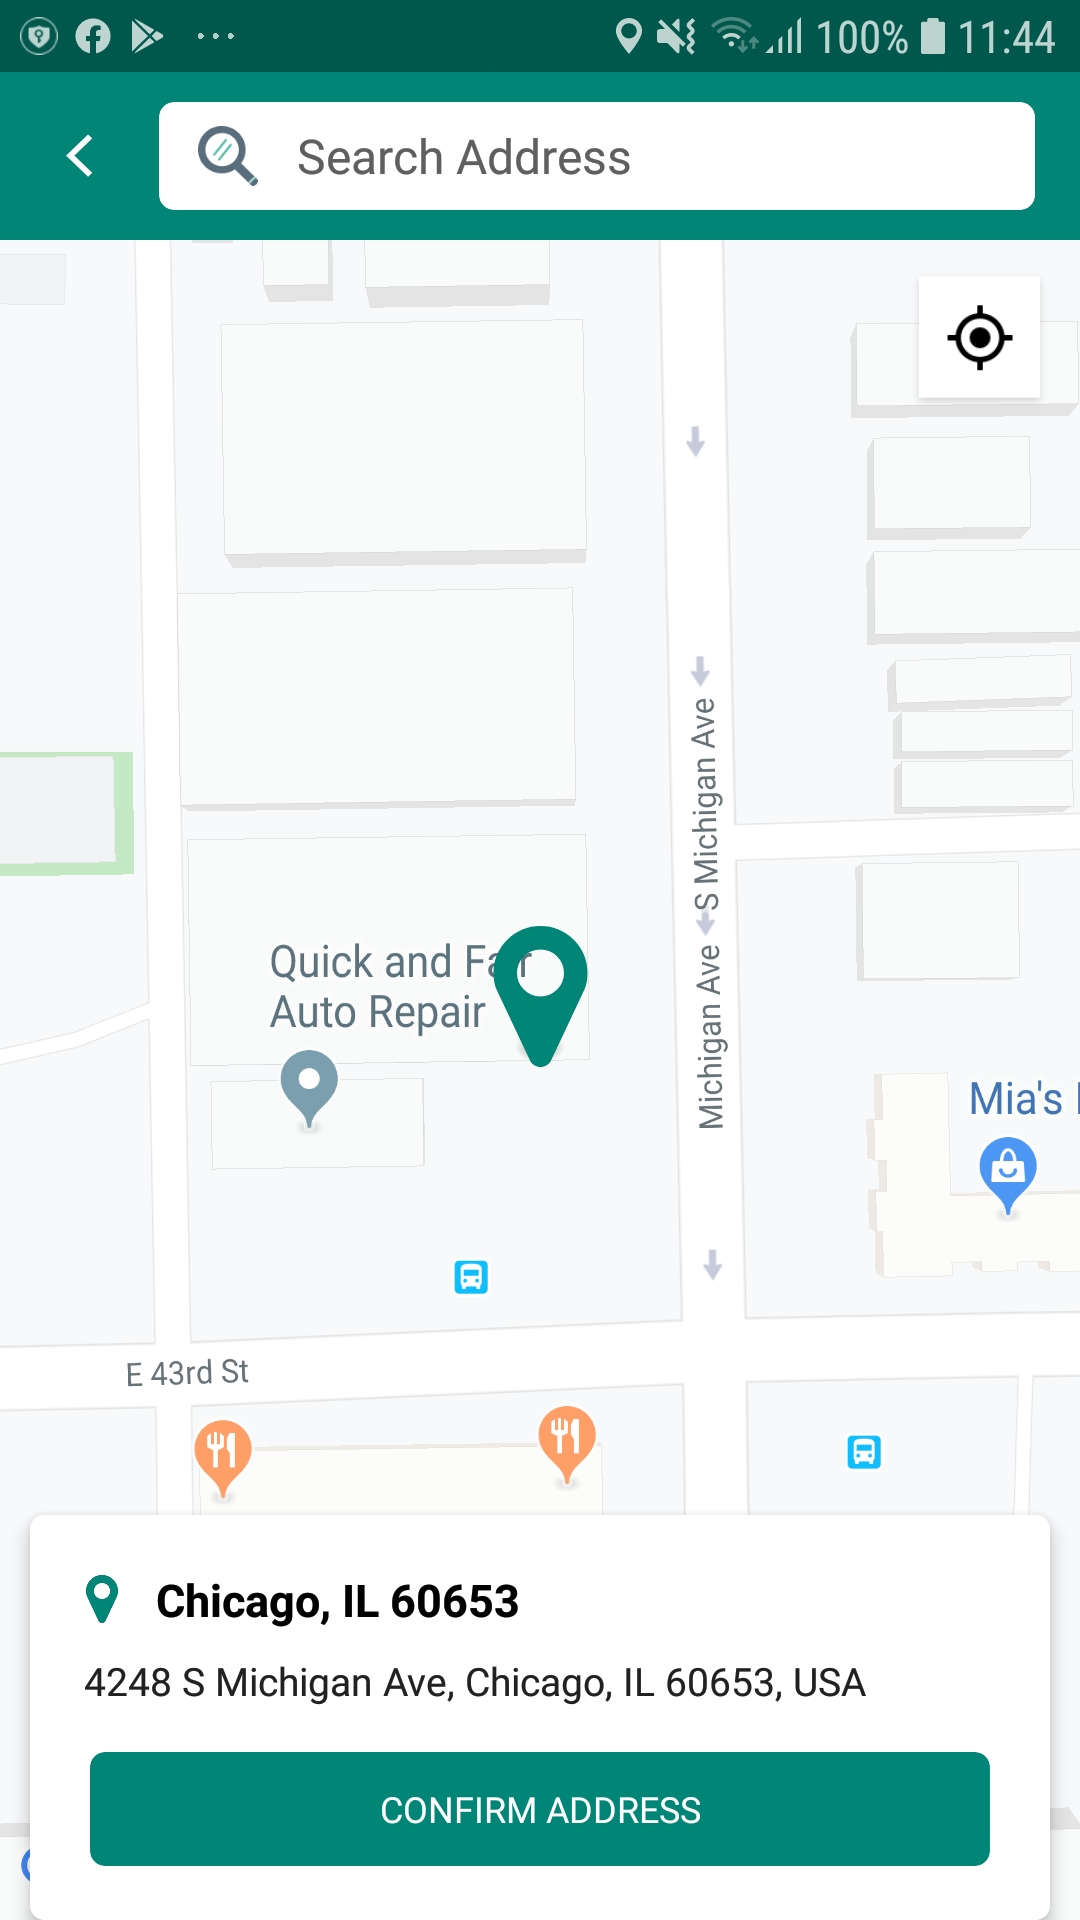 100% 11:44
Search Address
S Michigan Ave
Michigan Ave
Quick and Fair
Auto Repair
Mia's
E 43rd St
Chicago, IL 60653
4248 S Michigan Ave, Chicago, IL 60653, USA
CONFIRM ADDRESS